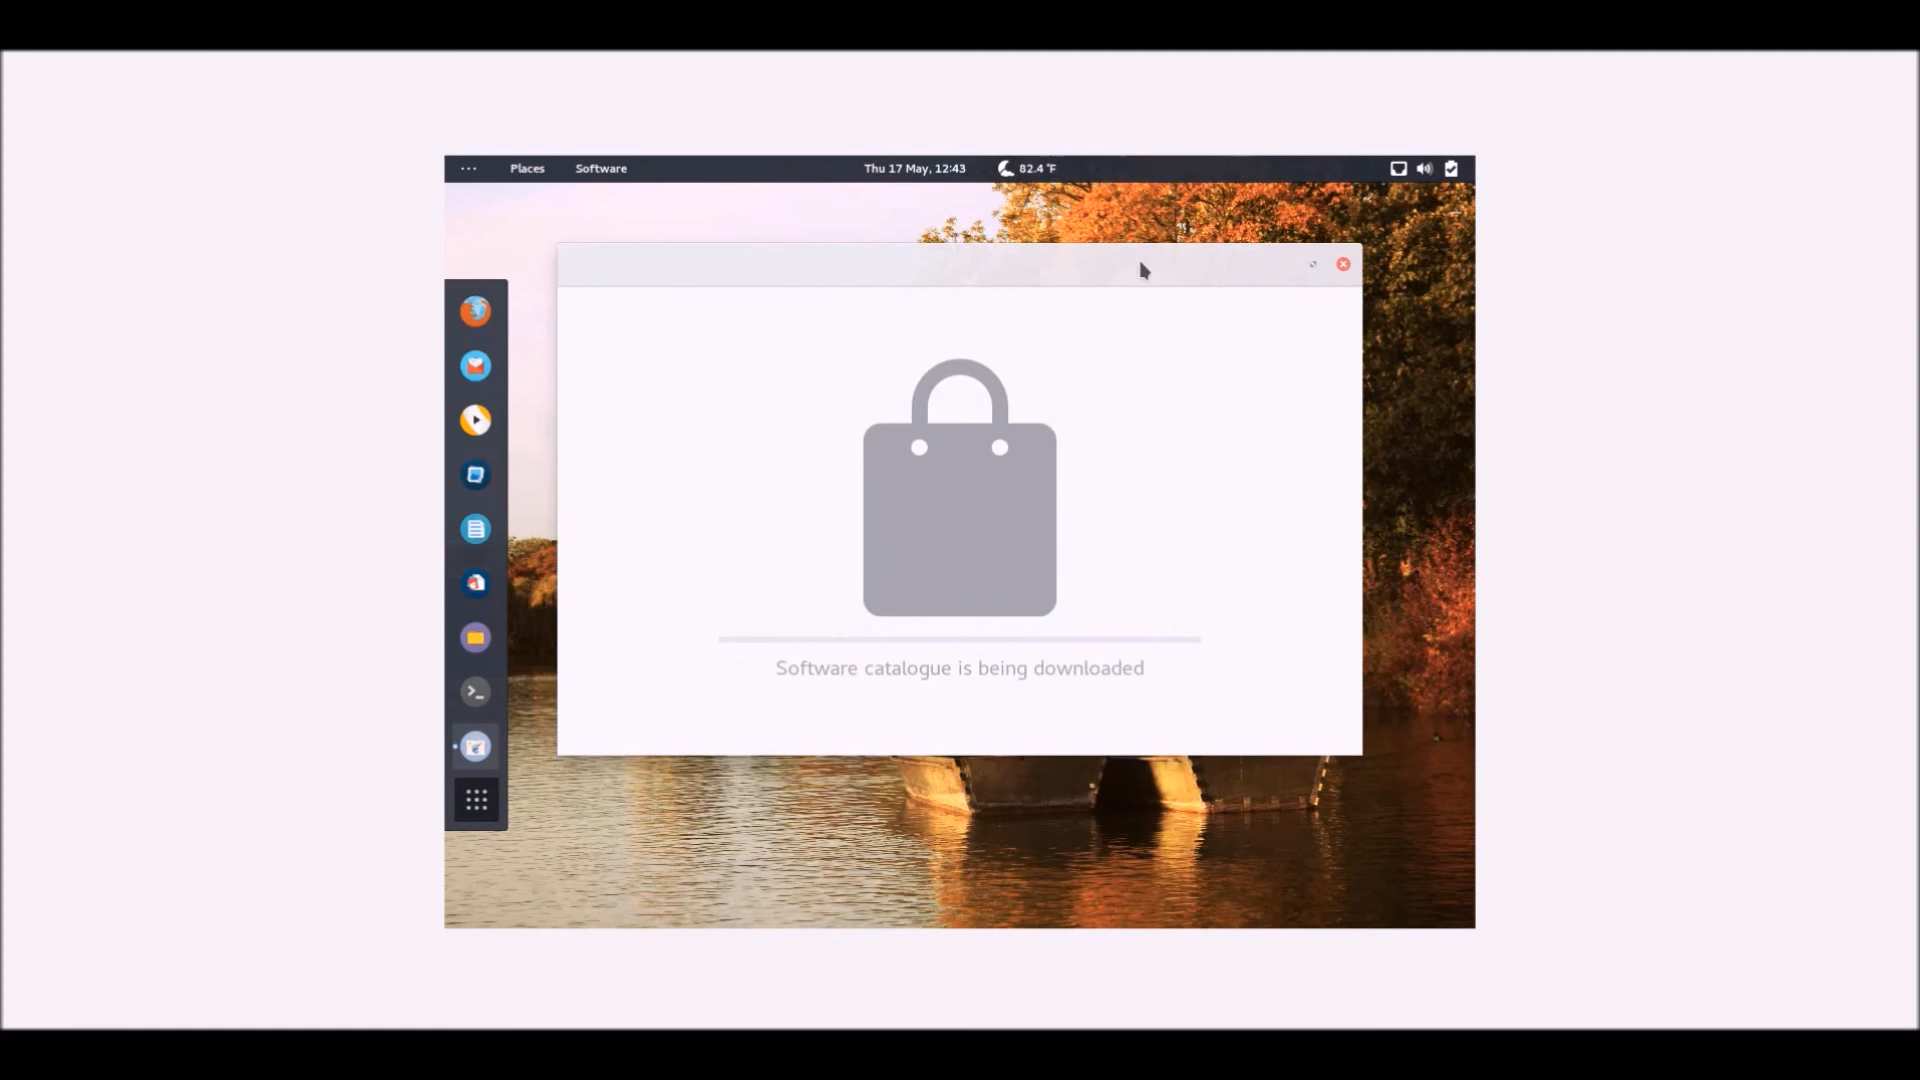 Places
Software
Thu 17 May, 12:43
82.4 °F
Software catalogue is being downloaded